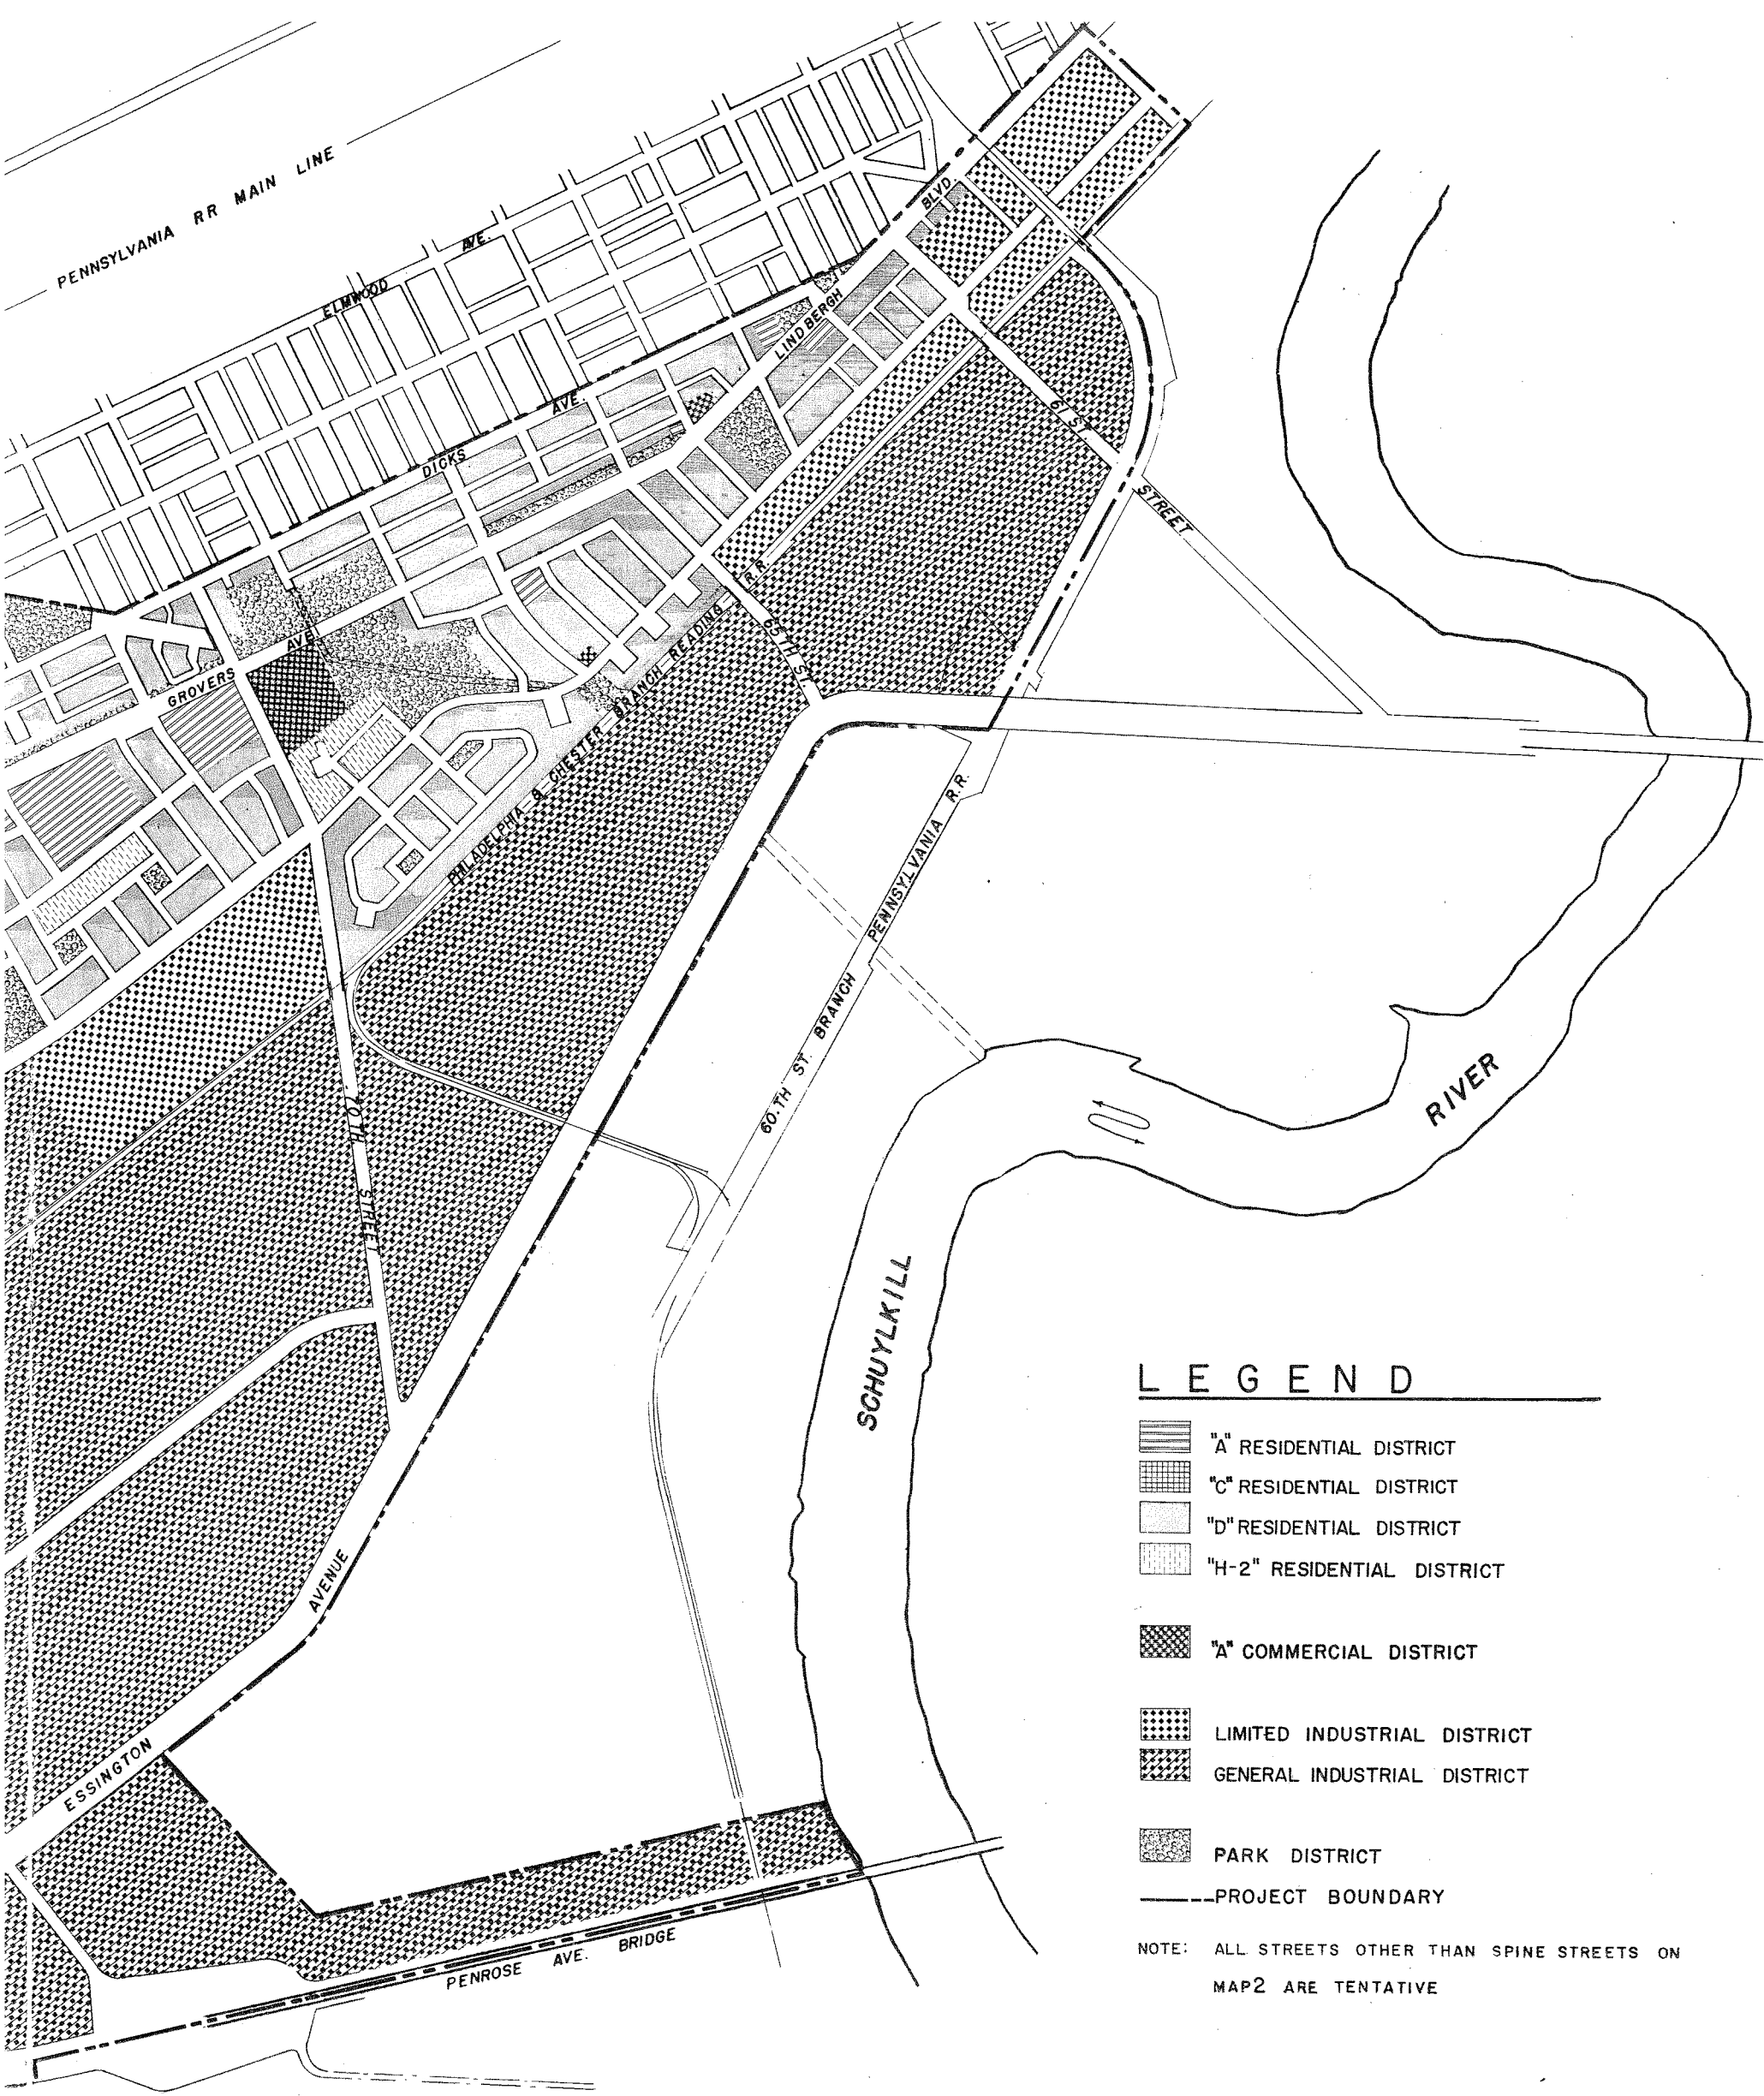 PENNSYLVANIA RR MAIN LINE
ELMWOOD AVE.
BLVD.
LINDBERGH
DICKS AVE.
61 ST STREET
GROVERS AVE
65TH ST.
PHILADELPHIA & CHESTER BRANCH READING R.R.
60.TH ST. BRANCH PENNSYLVANIA R.R.
70TH STREET
SCHUYLKILL RIVER
ESSINGTON AVENUE
PENROSE AVE. BRIDGE
LEGEND
"A" RESIDENTIAL DISTRICT
"C" RESIDENTIAL DISTRICT
"D" RESIDENTIAL DISTRICT
"H-2" RESIDENTIAL DISTRICT
"A" COMMERCIAL DISTRICT
LIMITED INDUSTRIAL DISTRICT
GENERAL INDUSTRIAL DISTRICT
PARK DISTRICT
PROJECT BOUNDARY
NOTE: ALL STREETS OTHER THAN SPINE STREETS ON
MAP2 ARE TENTATIVE